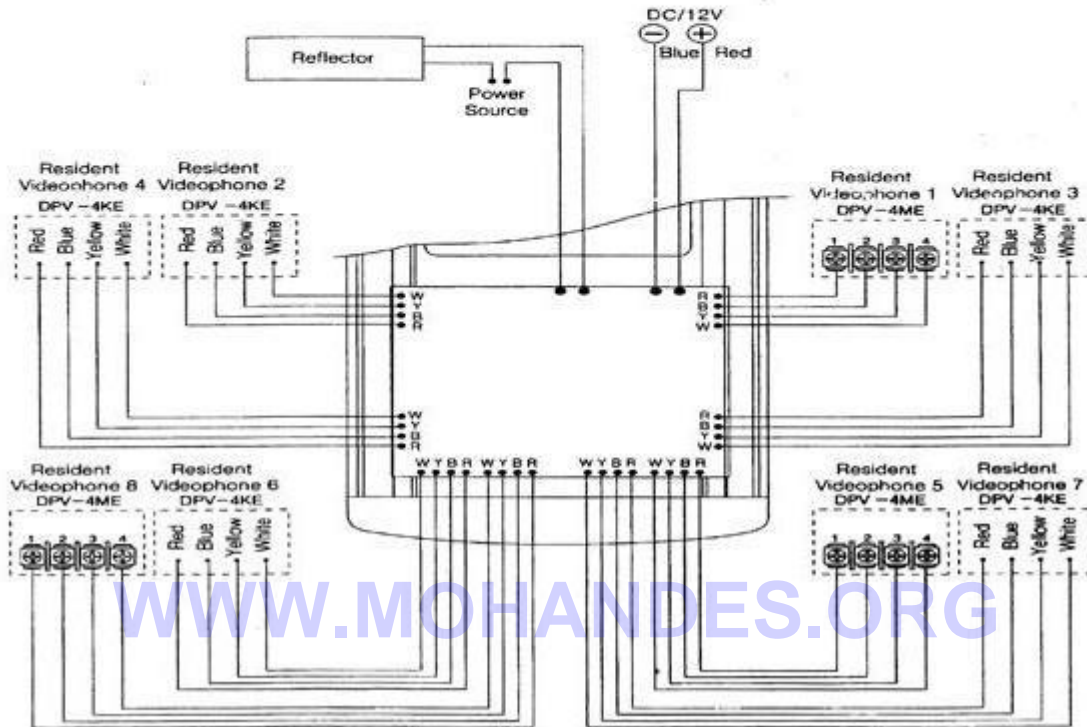 DC/12V
Reflector
− +
Blue Red
Power
Source
Resident
Videophone 4
DPV-4KE
Red Blue Yellow White
Resident
Videophone 2
DPV-4KE
Red Blue Yellow White
Resident
Videophone 1
DPV-4ME
1 2 3 4
Resident
Videophone 3
DPV-4KE
Red Blue Yellow White
W
Y
B
R
R
B
Y
W
W
Y
B
R
R
B
Y
W
W Y B R W Y B R W Y B R W Y B R
Resident
Videophone 8
DPV-4ME
1 2 3 4
Resident
Videophone 6
DPV-4KE
Red Blue Yellow White
Resident
Videophone 5
DPV-4ME
1 2 3 4
Resident
Videophone 7
DPV-4KE
Red Blue Yellow White
WWW.MOHANDES.ORG